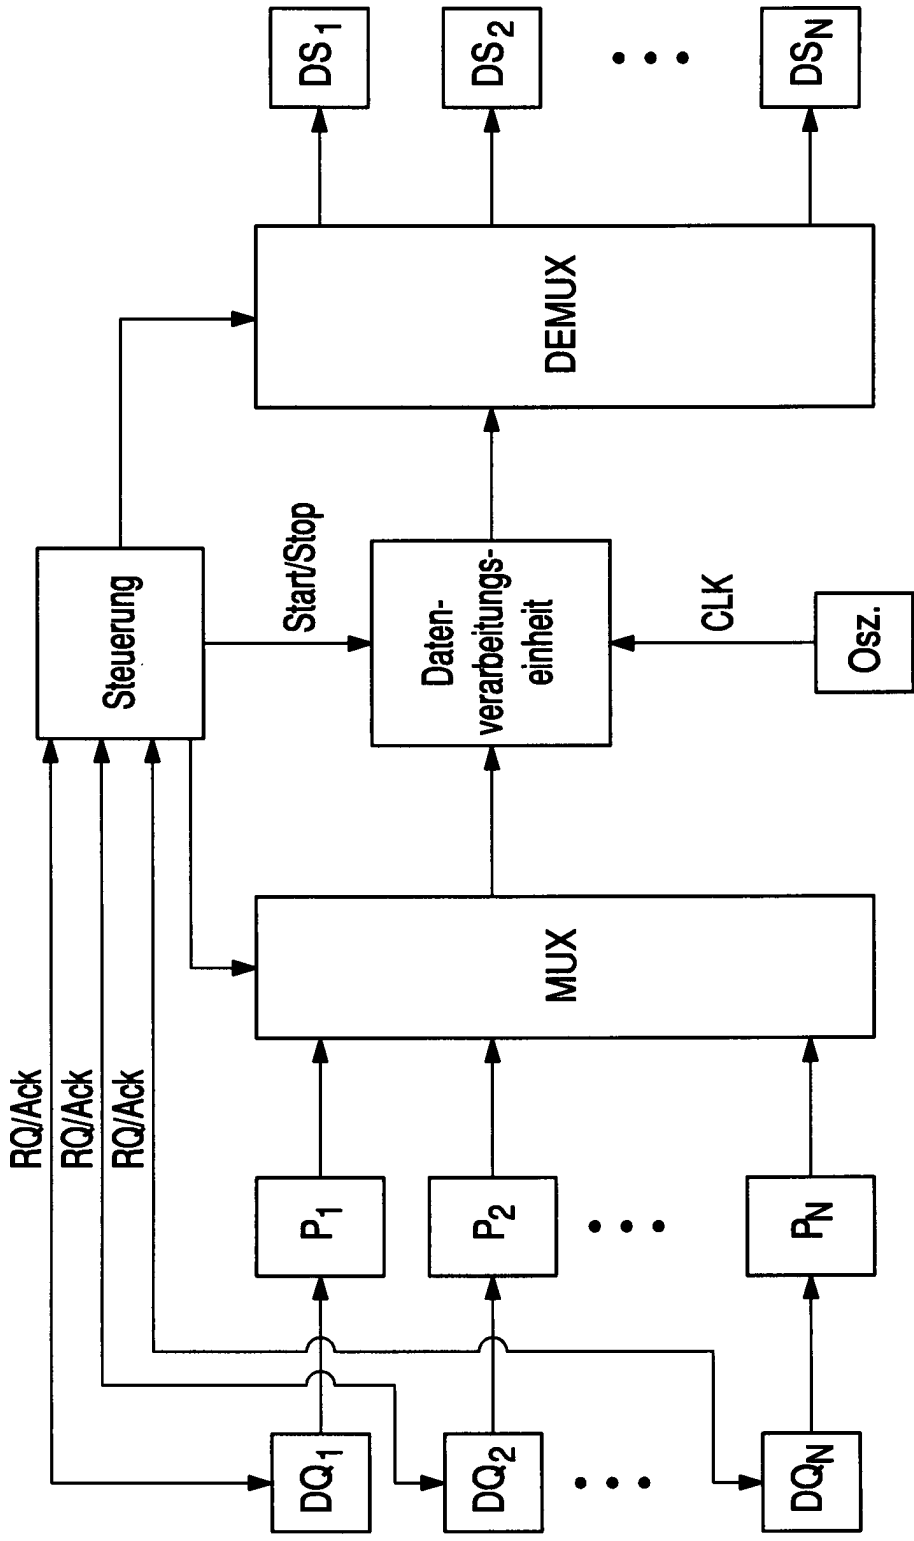 RQ/Ack
RQ/Ack
RQ/Ack
Steuerung
Start/Stop
DQ1
P1
DS1
DQ2
P2
MUX
Daten-
verarbeitungs-
einheit
DEMUX
DS2
DQN
PN
CLK
Osz.
DSN